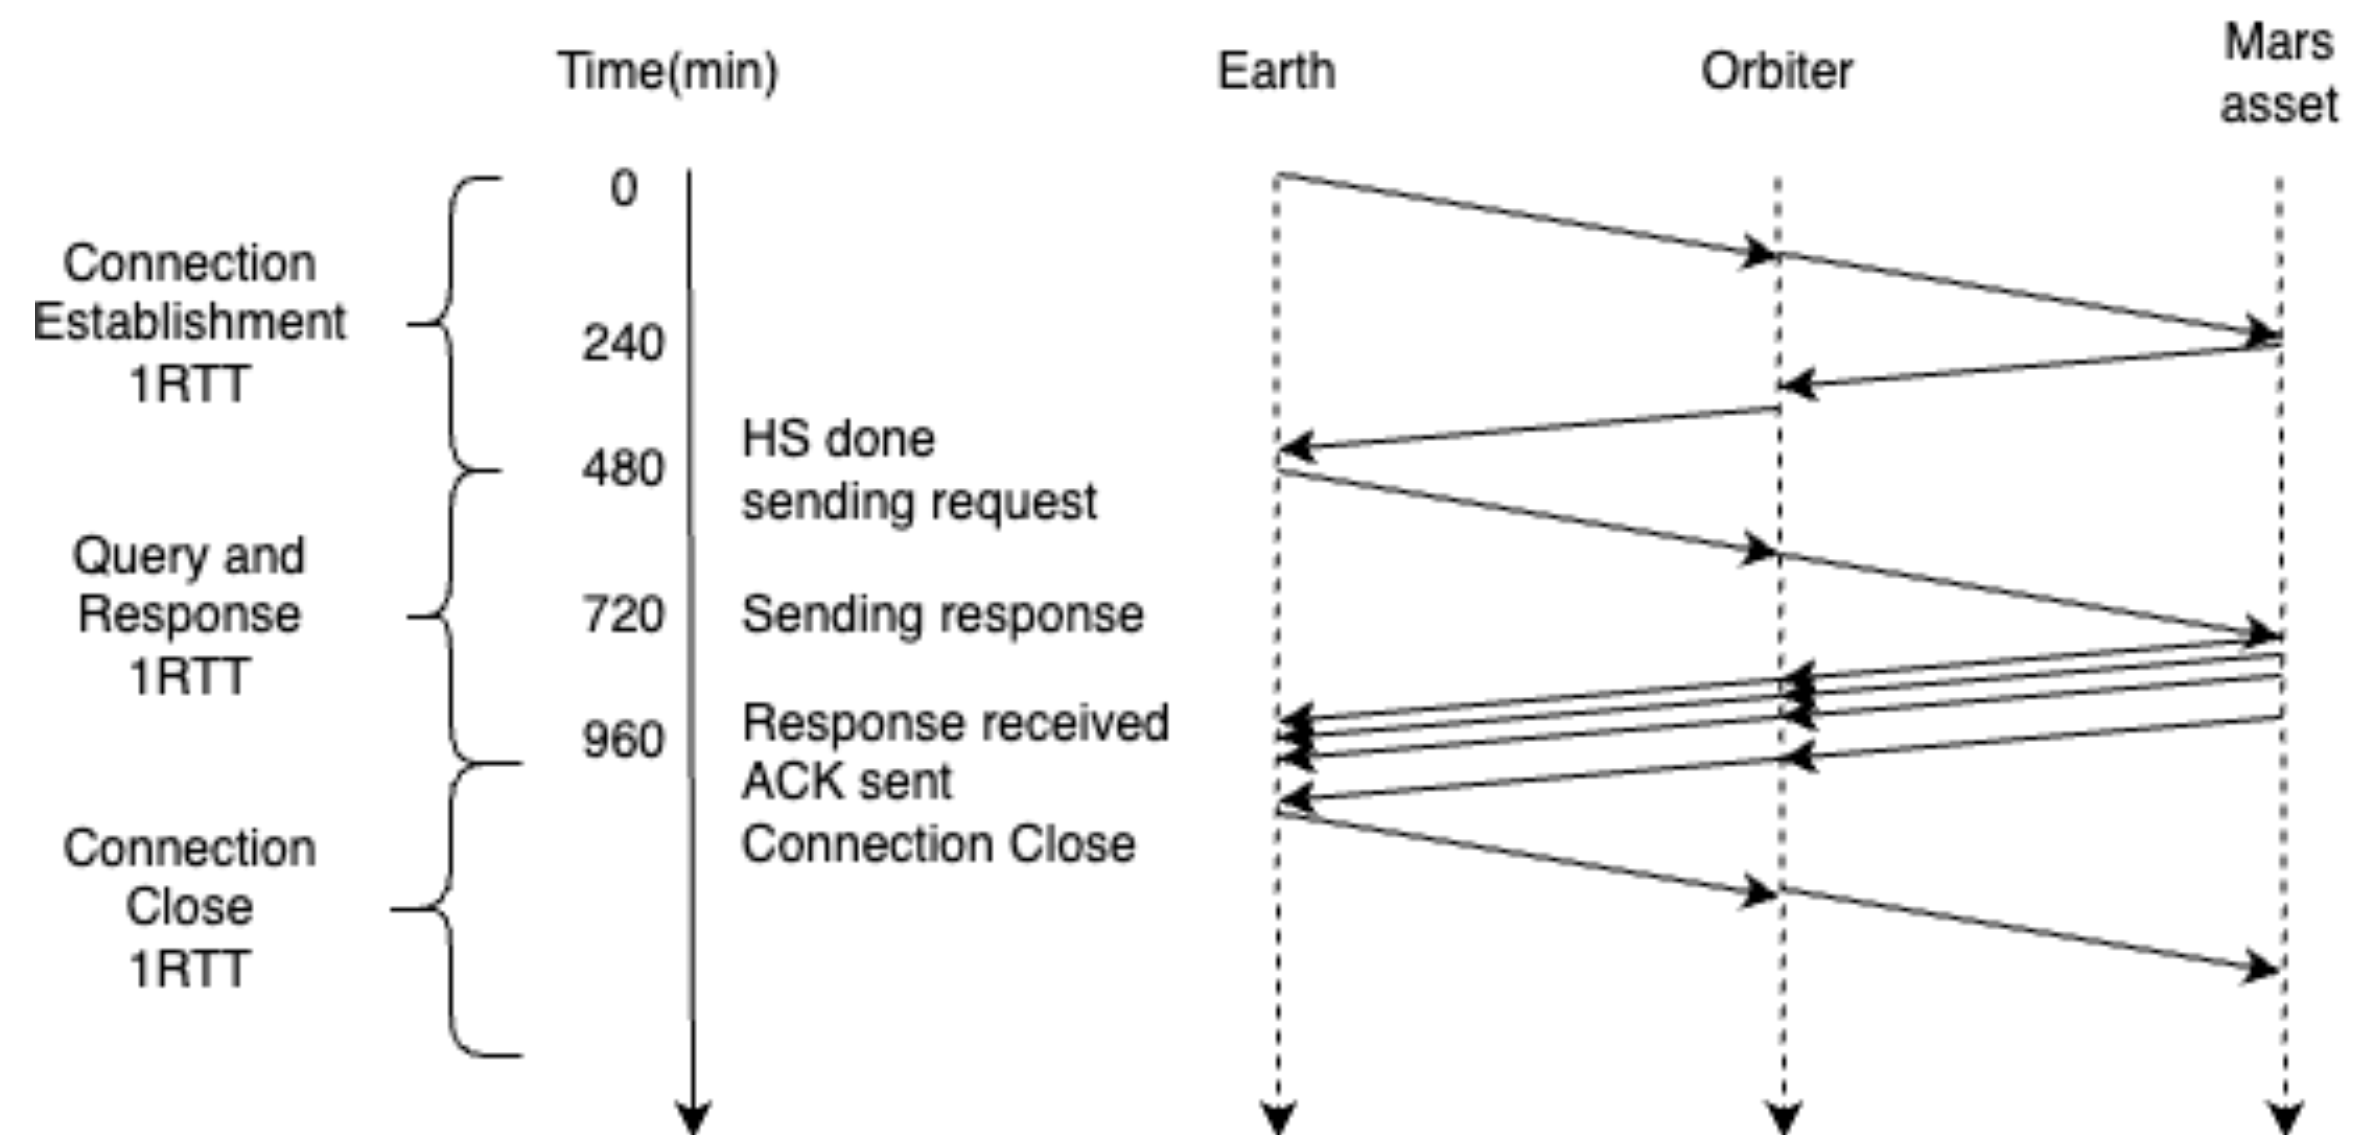 Time(min)
Earth
Orbiter
Mars
asset
0
Connection
Establishment
1RTT
240
HS done
480
sending request
Query and
Response
1RTT
720
Sending response
Response received
960
ACK sent
Connection Close
Connection
Close
1RTT